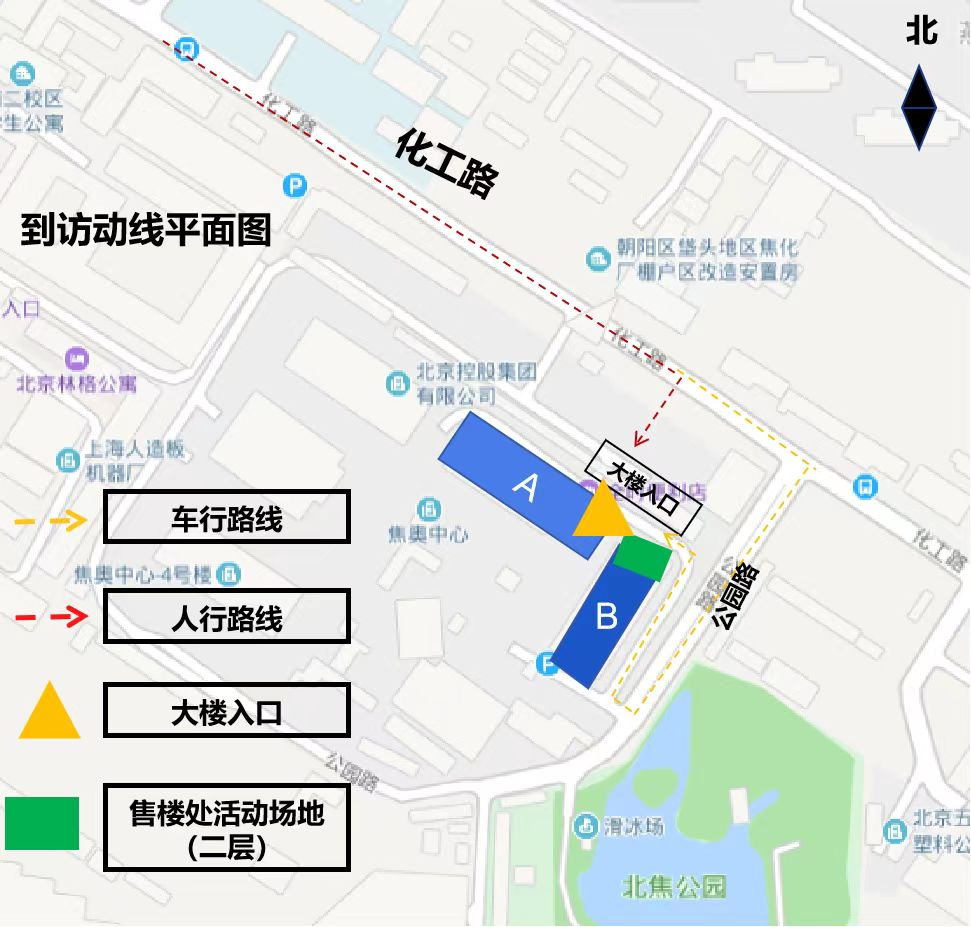 北
二校区
生公寓
化工路
化工路
P
到访动线平面图
朝阳区垡头地区焦化
厂棚户区改造安置房
入口
化工路
北京林格公寓
北京控股集团
有限公司
上海人造板
机器厂
A
大楼入口
利店
焦奥中心
车行路线
化工路
焦奥中心-4号楼
公园路
人行路线
B
P
大楼入口
公园路
售楼处活动场地
(二层)
滑冰场
北京五
塑料公
北焦公园